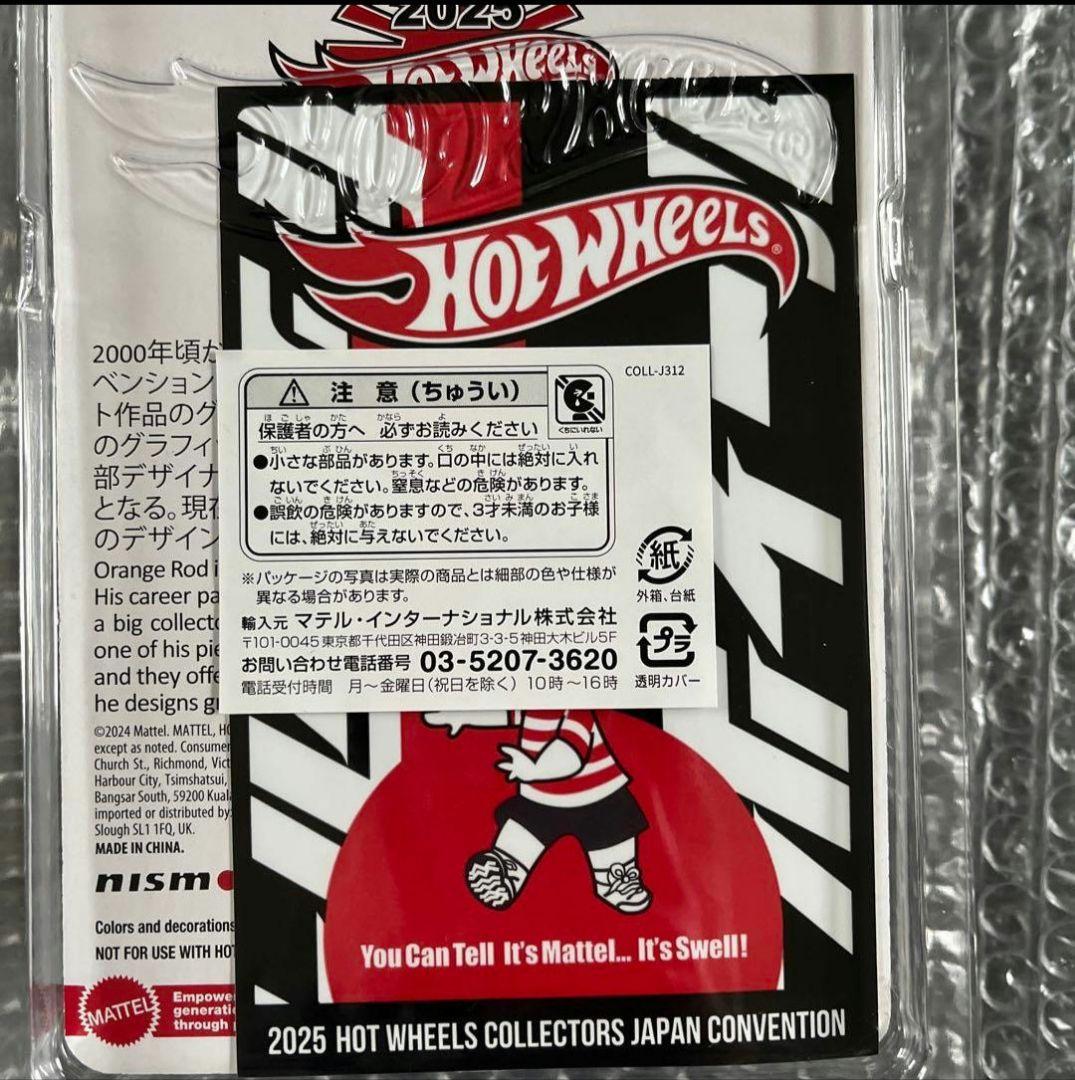 2025
HOT WHEELS
HOT WHEELS®
2000年頃か
ベンション
ト作品のグ
のグラフィ
部デザイナ
となる。現在
のデザイン
Orange Rod i
His career pa
a big collecto
one of his pie
and they offe
he designs gr
©2024 Mattel. MATTEL, HO
except as noted. Consumer
Church St., Richmond, Vict
Harbour City, Tsimshatsui,
Bangsar South, 59200 Kuala
imported or distributed by:
Slough SL1 1FQ, UK.
MADE IN CHINA.
nismo
Colors and decorations
NOT FOR USE WITH HOT
MATTEL
Empowe
generatio
through p
COLL-J312
注 意 (ちゅうい)
くちにいれない
保護者の方へ 必ずお読みください
●小さな部品があります。口の中には絶対に入れ
ないでください。窒息などの危険があります。
●誤飲の危険がありますので、3才未満のお子様
には、絶対に与えないでください。
※パッケージの写真は実際の商品とは細部の色や仕様が
異なる場合があります。
輸入元 マテル・インターナショナル株式会社
〒101-0045 東京都千代田区神田鍛冶町3-3-5 神田大木ビル5F
お問い合わせ電話番号 03-5207-3620
電話受付時間 月～金曜日(祝日を除く) 10時～16時
紙
外箱、台紙
プラ
透明カバー
You Can Tell It's Mattel... It's Swell!
2025 HOT WHEELS COLLECTORS JAPAN CONVENTION